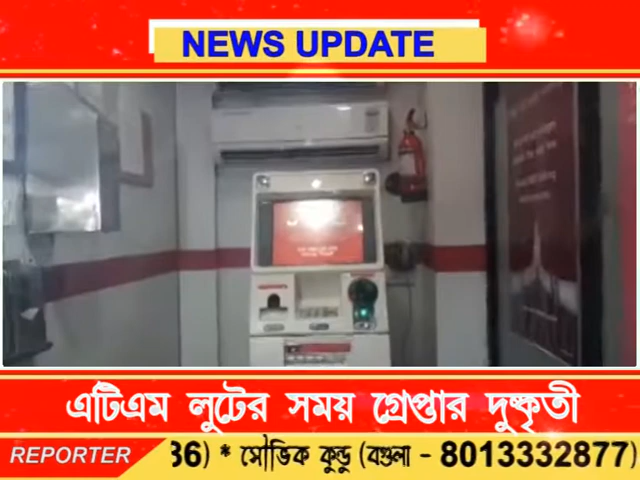 NEWS UPDATE
এটিএম লুটের সময় গ্রেপ্তার দুষ্কৃতী
REPORTER
36) * সৌভিক কুন্ডু (বগুলা - 8013332877)